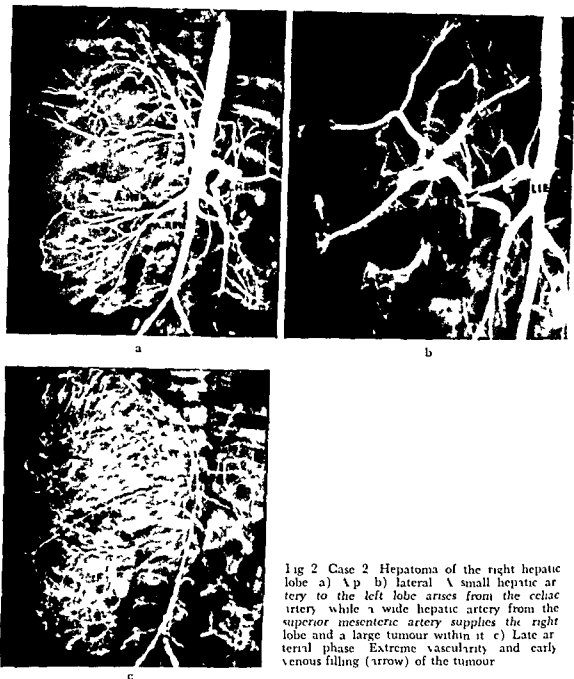 a
b
c
Fig 2 Case 2 Hepatoma of the right hepatic
lobe a) A p b) lateral A small hepatic ar
tery to the left lobe arises from the celiac
artery while a wide hepatic artery from the
superior mesenteric artery supplies the right
lobe and a large tumour within it c) Late ar
terial phase Extreme vascularity and early
venous filling (arrow) of the tumour